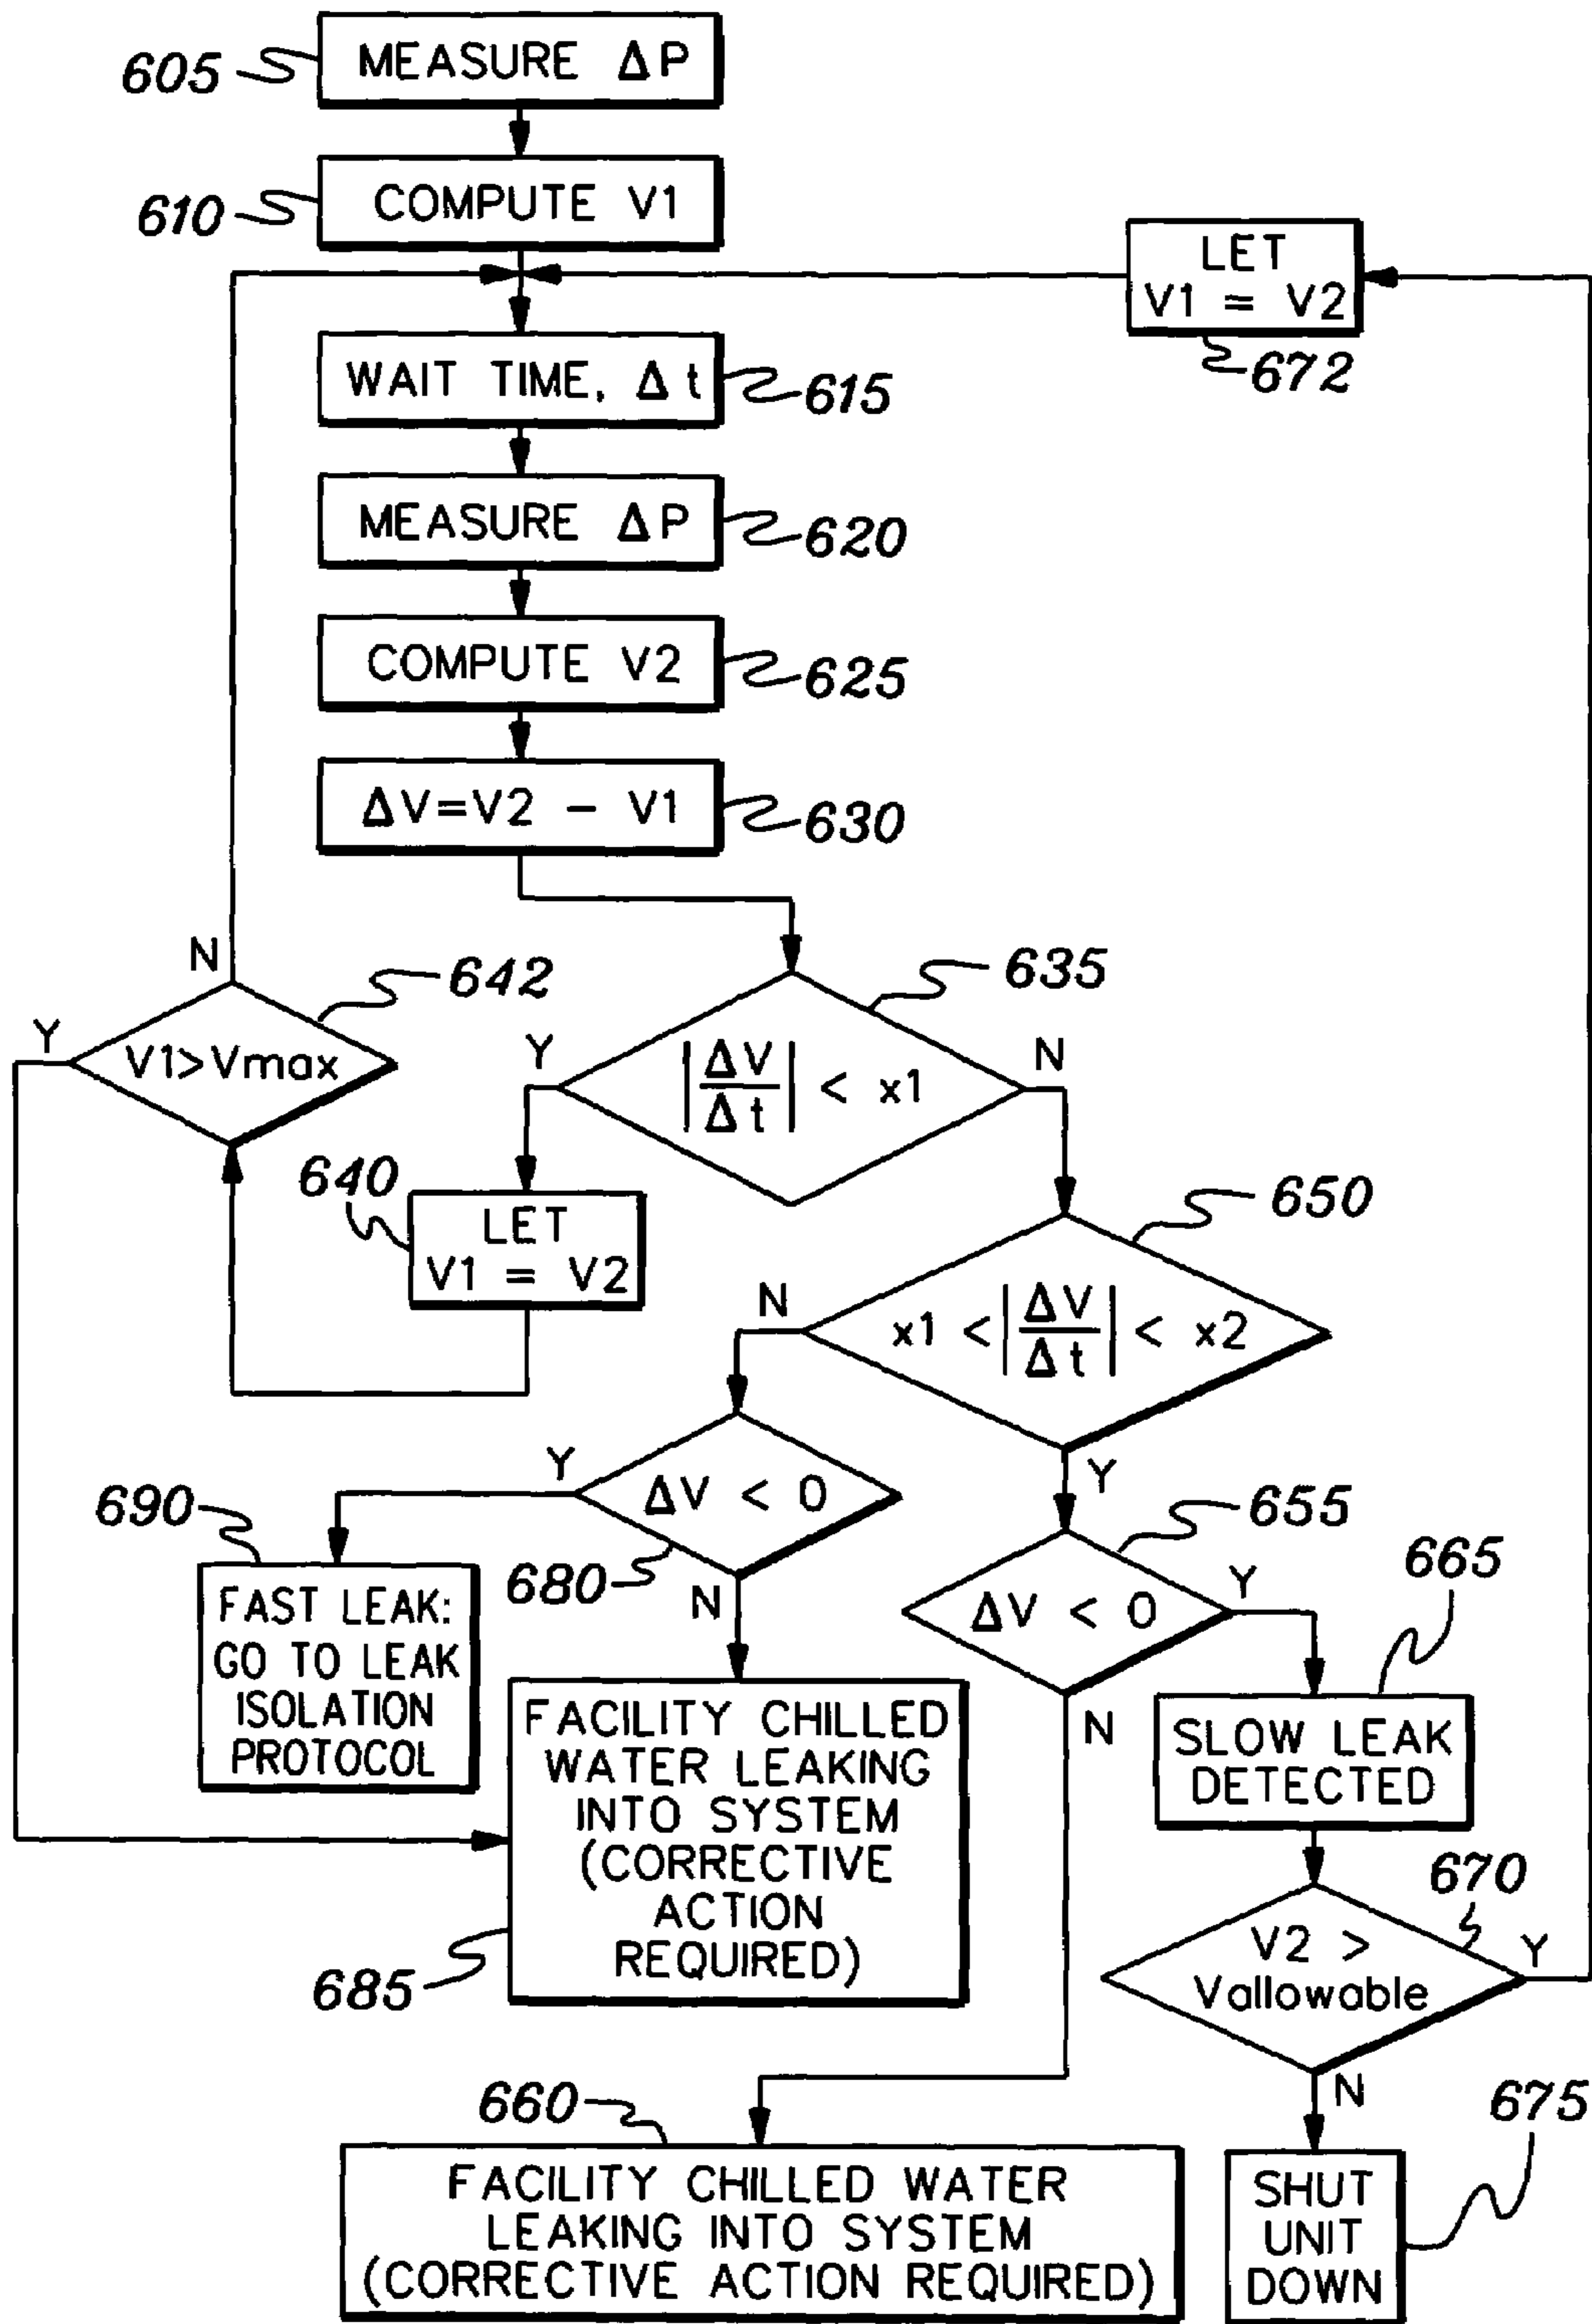 MEASURE ΔP
605
COMPUTE V1
610
LET
V1 = V2
672
WAIT TIME, Δt
615
MEASURE ΔP
620
COMPUTE V2
625
ΔV=V2 - V1
630
N
642
635
Y
V1>Vmax
Y
|ΔV/Δt| < x1
N
640
LET
V1 = V2
650
N
x1 <|ΔV/Δt| < x2
Y
Y
ΔV < 0
680
N
690
FAST LEAK:
GO TO LEAK
ISOLATION
PROTOCOL
655
ΔV < 0
Y
N
665
SLOW LEAK
DETECTED
FACILITY CHILLED
WATER LEAKING
INTO SYSTEM
(CORRECTIVE
ACTION
REQUIRED)
685
670
V2 >
Vallowable
Y
N
660
FACILITY CHILLED WATER
LEAKING INTO SYSTEM
(CORRECTIVE ACTION REQUIRED)
675
SHUT
UNIT
DOWN